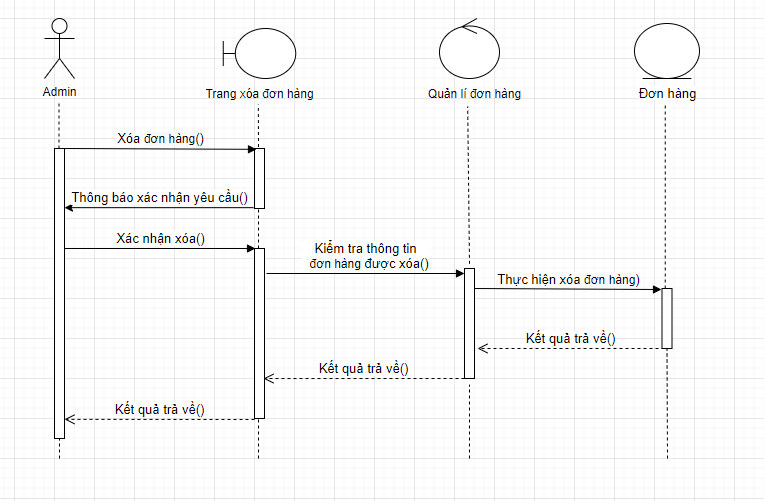 Admin
Trang xóa đơn hàng
Quản lí đơn hàng
Đơn hàng
Xóa đơn hàng()
Thông báo xác nhận yêu cầu()
Xác nhận xóa()
Kiểm tra thông tin
đơn hàng được xóa()
Thực hiện xóa đơn hàng)
Kết quả trả về()
Kết quả trả về()
Kết quả trả về()